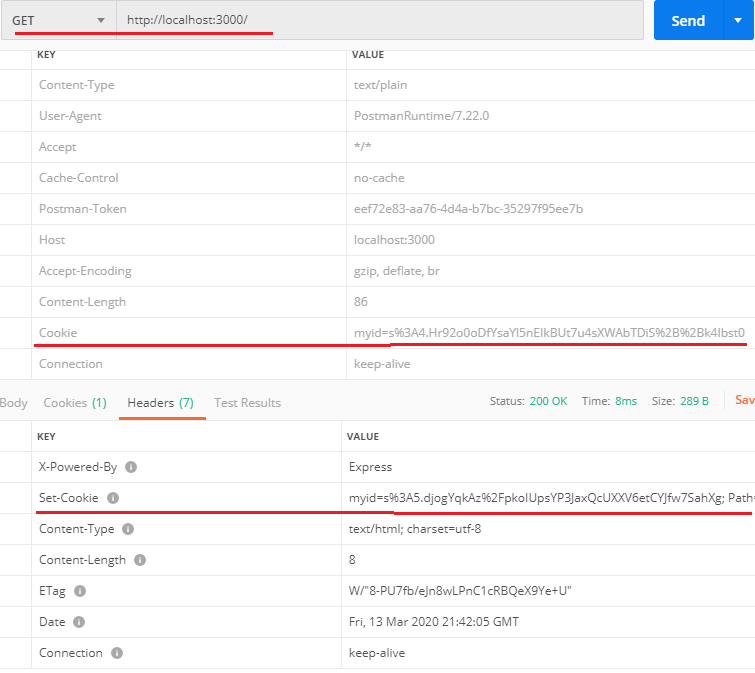 GET http://localhost:3000/ Send
KEY VALUE
Content-Type text/plain
User-Agent PostmanRuntime/7.22.0
Accept */*
Cache-Control no-cache
Postman-Token eef72e83-aa76-4d4a-b7bc-35297f95ee7b
Host localhost:3000
Accept-Encoding gzip, deflate, br
Content-Length 86
Cookie myid=s%3A4.Hr92o0oDfYsaYl5nElkBUt7u4sXWAbTDiS%2B%2Bk4lbst0
Connection keep-alive
Body Cookies (1) Headers (7) Test Results Status: 200 OK Time: 8ms Size: 289 B Sav
KEY VALUE
X-Powered-By Express
Set-Cookie myid=s%3A5.djogYqkAz%2FpkoIUpsYP3JaxQcUXXV6etCYJfw7SahXg; Path=
Content-Type text/html; charset=utf-8
Content-Length 8
ETag W/"8-PU7fb/eJn8wLPnC1cRBQeX9Ye+U"
Date Fri, 13 Mar 2020 21:42:05 GMT
Connection keep-alive